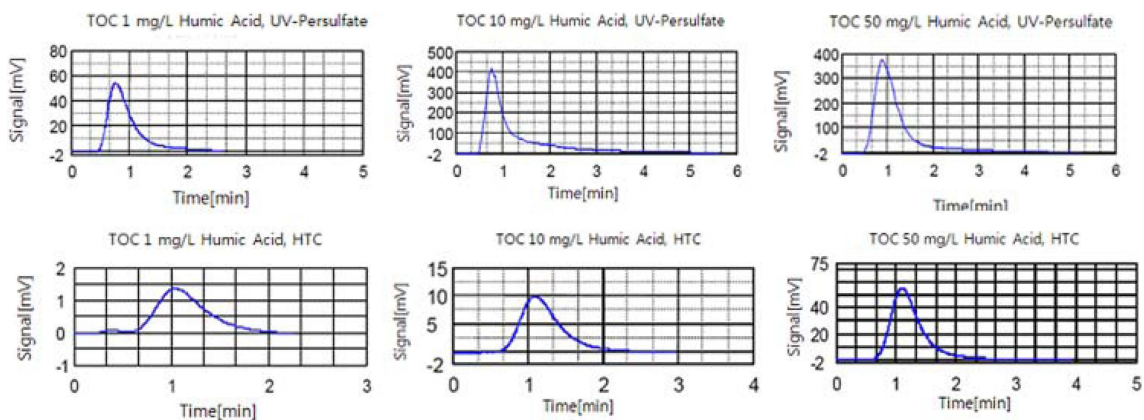 TOC 1 mg/L Humic Acid, UV-Persulfate
80
60
40
20
-2
Signal[mV]
0 1 2 3 4 5
Time[min]
TOC 10 mg/L Humic Acid, UV-Persulfate
500
400
300
200
100
-2
Signal[mV]
0 1 2 3 4 5 6
Time[min]
TOC 50 mg/L Humic Acid, UV-Persulfate
400
300
200
100
-2
Signal[mV]
0 1 2 3 4 5 6
Time[min]
TOC 1 mg/L Humic Acid, HTC
2
1
0
-1
Signal[mV]
0 1 2 3
Time[min]
TOC 10 mg/L Humic Acid, HTC
15
10
5
-2
Signal[mV]
0 1 2 3 4
Time[min]
TOC 50 mg/L Humic Acid, HTC
75
40
20
-2
Signal[mV]
0 1 2 3 4 5
Time[min]